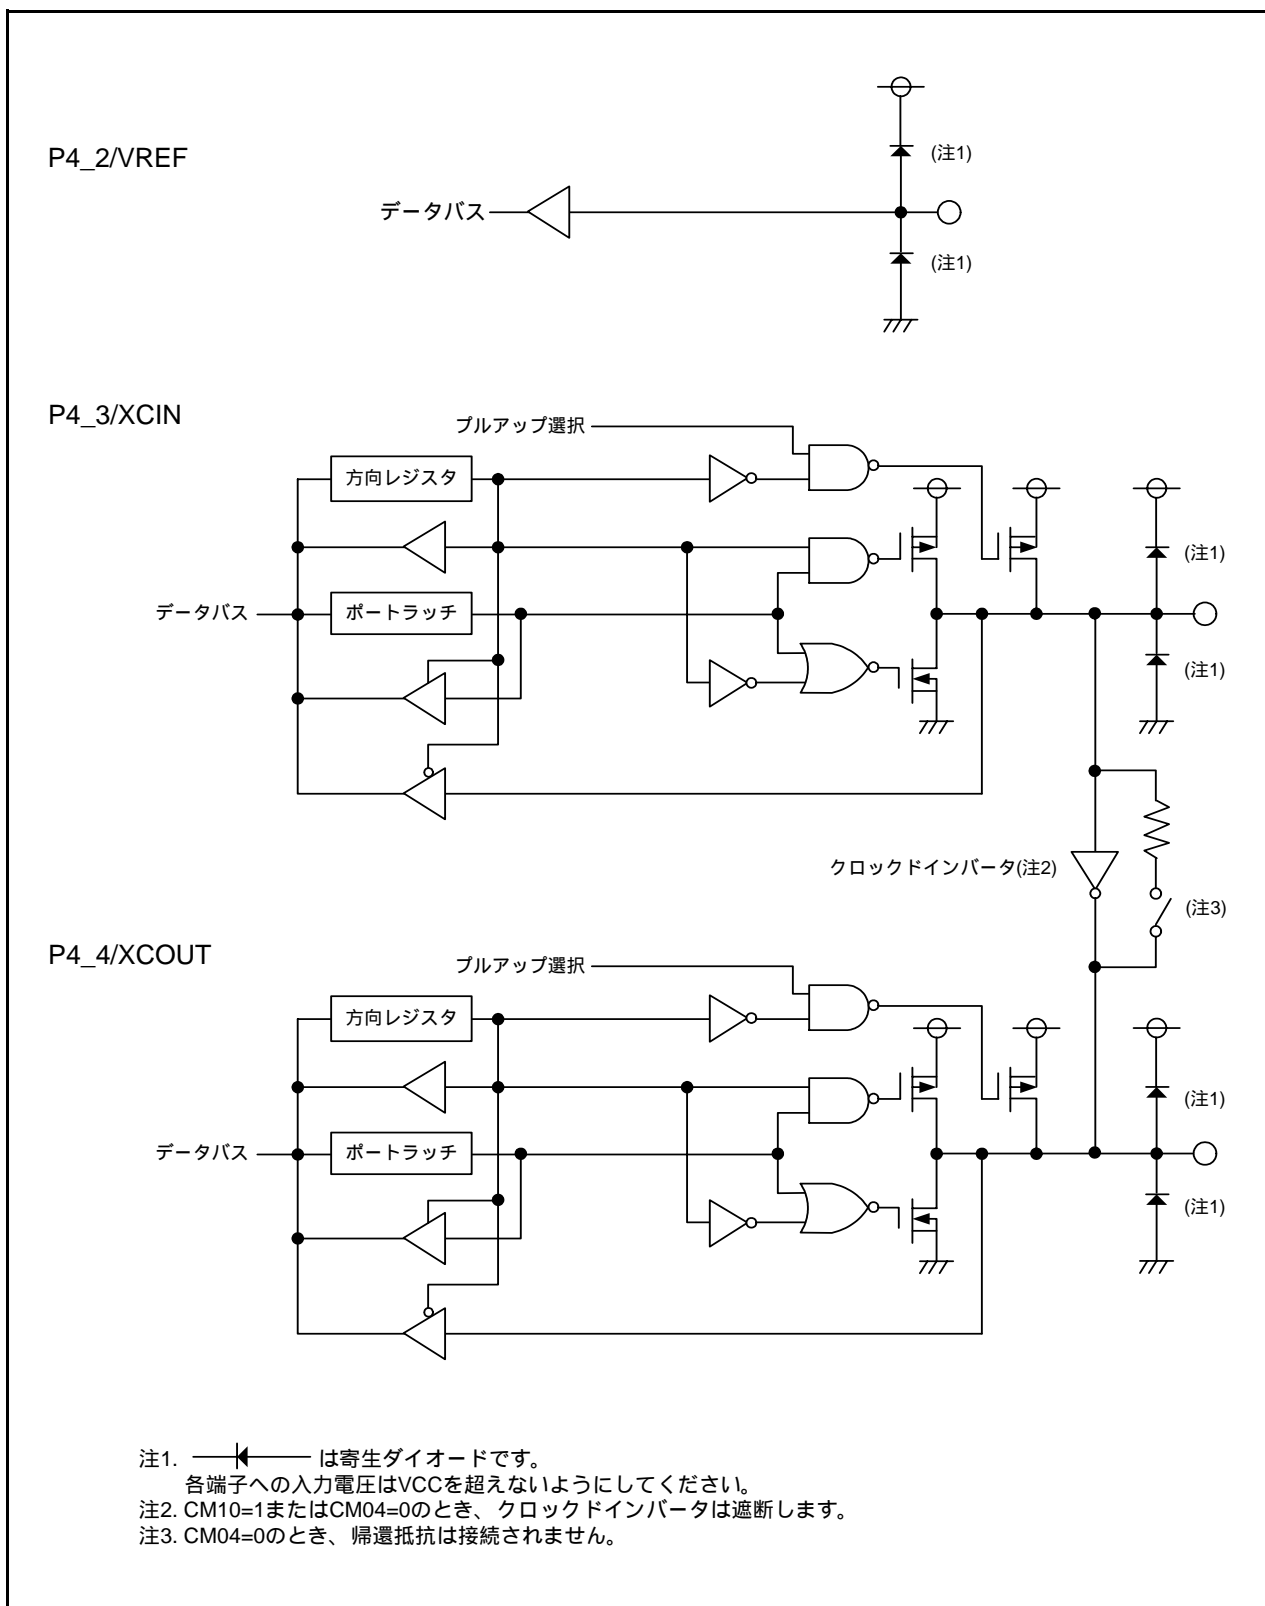 P4_2/VREF
(注1)
データバス
(注1)
P4_3/XCIN
プルアップ選択
方向レジスタ
(注1)
データバス
ポートラッチ
(注1)
クロックドインバータ(注2)
(注3)
P4_4/XCOUT
プルアップ選択
方向レジスタ
(注1)
データバス
ポートラッチ
(注1)
注1. は寄生ダイオードです。
各端子への入力電圧はVCCを超えないようにしてください。
注2. CM10=1またはCM04=0のとき、クロックドインバータは遮断します。
注3. CM04=0のとき、帰還抵抗は接続されません。